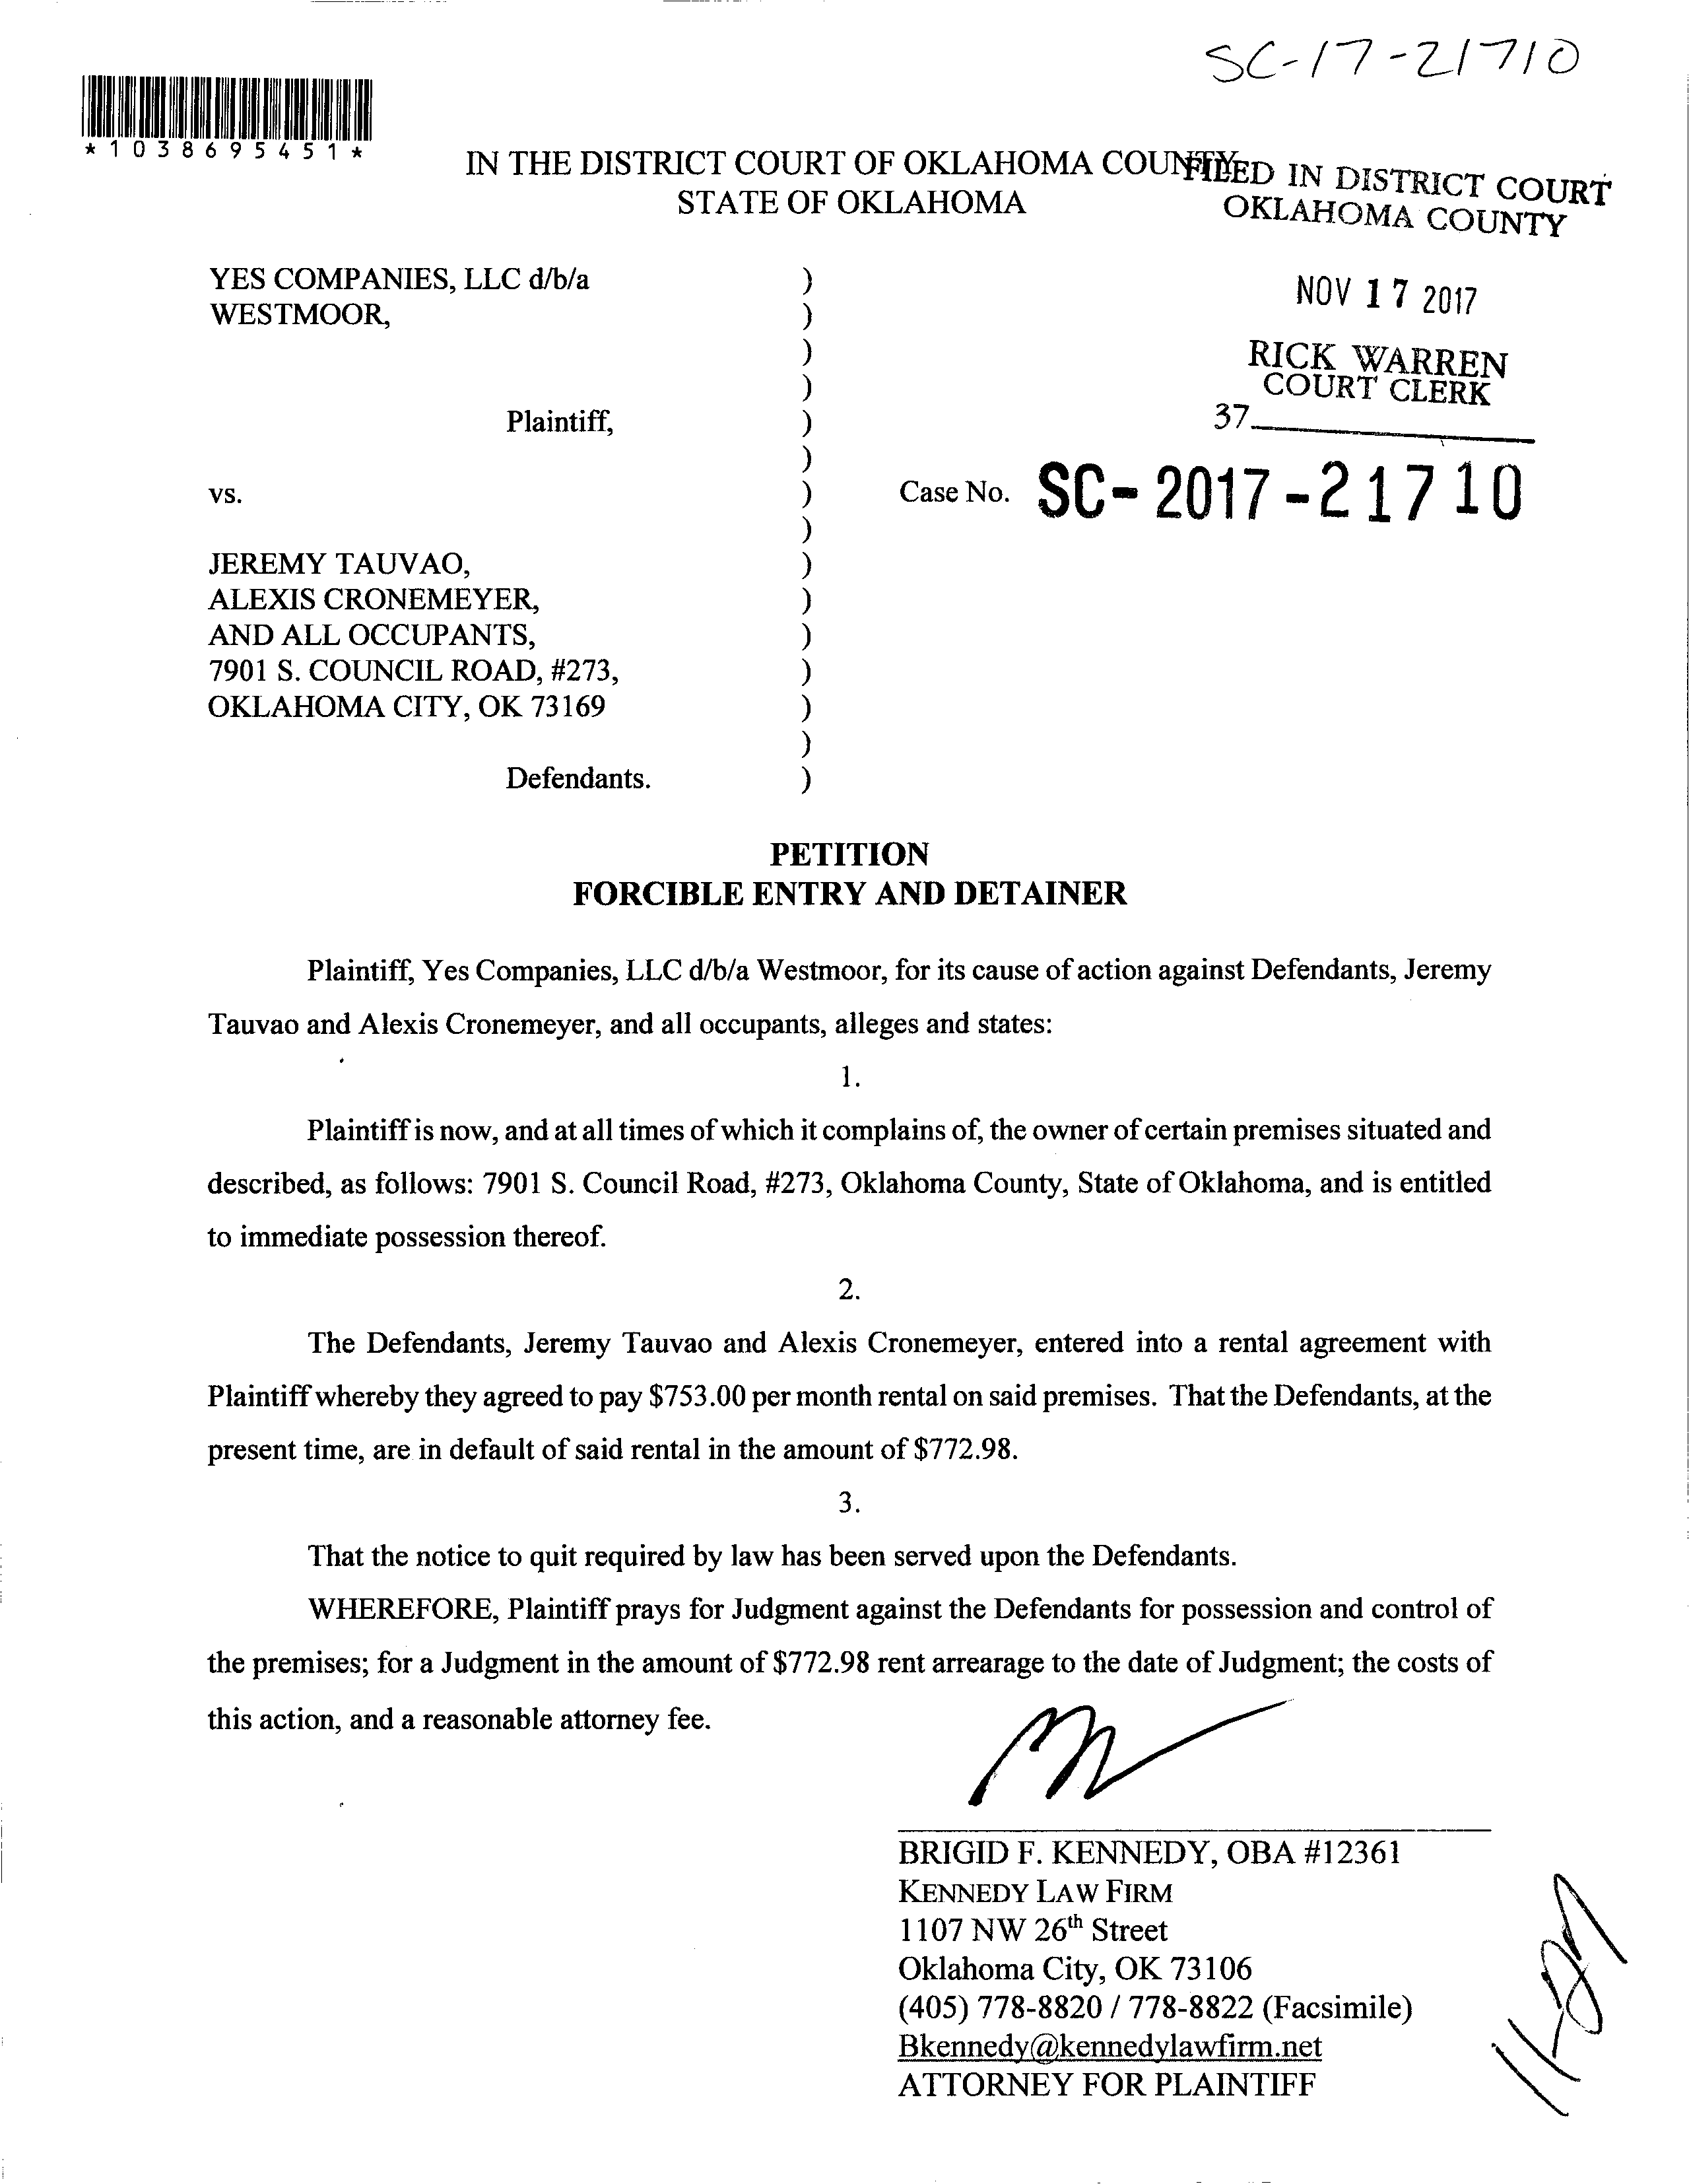 SC-17-21710
*1038695451*
IN THE DISTRICT COURT OF OKLAHOMA COUNTY
STATE OF OKLAHOMA
FILED IN DISTRICT COURT
OKLAHOMA COUNTY
NOV 17 2017
RICK WARREN
COURT CLERK
37
YES COMPANIES, LLC d/b/a )
WESTMOOR, )
)
)
Plaintiff, )
)
vs. ) Case No. SC-2017-21710
)
JEREMY TAUVAO, )
ALEXIS CRONEMEYER, )
AND ALL OCCUPANTS, )
7901 S. COUNCIL ROAD, #273, )
OKLAHOMA CITY, OK 73169 )
)
Defendants. )
PETITION
FORCIBLE ENTRY AND DETAINER
Plaintiff, Yes Companies, LLC d/b/a Westmoor, for its cause of action against Defendants, Jeremy
Tauvao and Alexis Cronemeyer, and all occupants, alleges and states:
1.
Plaintiff is now, and at all times of which it complains of, the owner of certain premises situated and
described, as follows: 7901 S. Council Road, #273, Oklahoma County, State of Oklahoma, and is entitled
to immediate possession thereof.
2.
The Defendants, Jeremy Tauvao and Alexis Cronemeyer, entered into a rental agreement with
Plaintiff whereby they agreed to pay $753.00 per month rental on said premises. That the Defendants, at the
present time, are in default of said rental in the amount of $772.98.
3.
That the notice to quit required by law has been served upon the Defendants.
WHEREFORE, Plaintiff prays for Judgment against the Defendants for possession and control of
the premises; for a Judgment in the amount of $772.98 rent arrearage to the date of Judgment; the costs of
this action, and a reasonable attorney fee.
BRIGID F. KENNEDY, OBA #12361
KENNEDY LAW FIRM
1107 NW 26th Street
Oklahoma City, OK 73106
(405) 778-8820 / 778-8822 (Facsimile)
Bkennedy@kennedylawfirm.net
ATTORNEY FOR PLAINTIFF